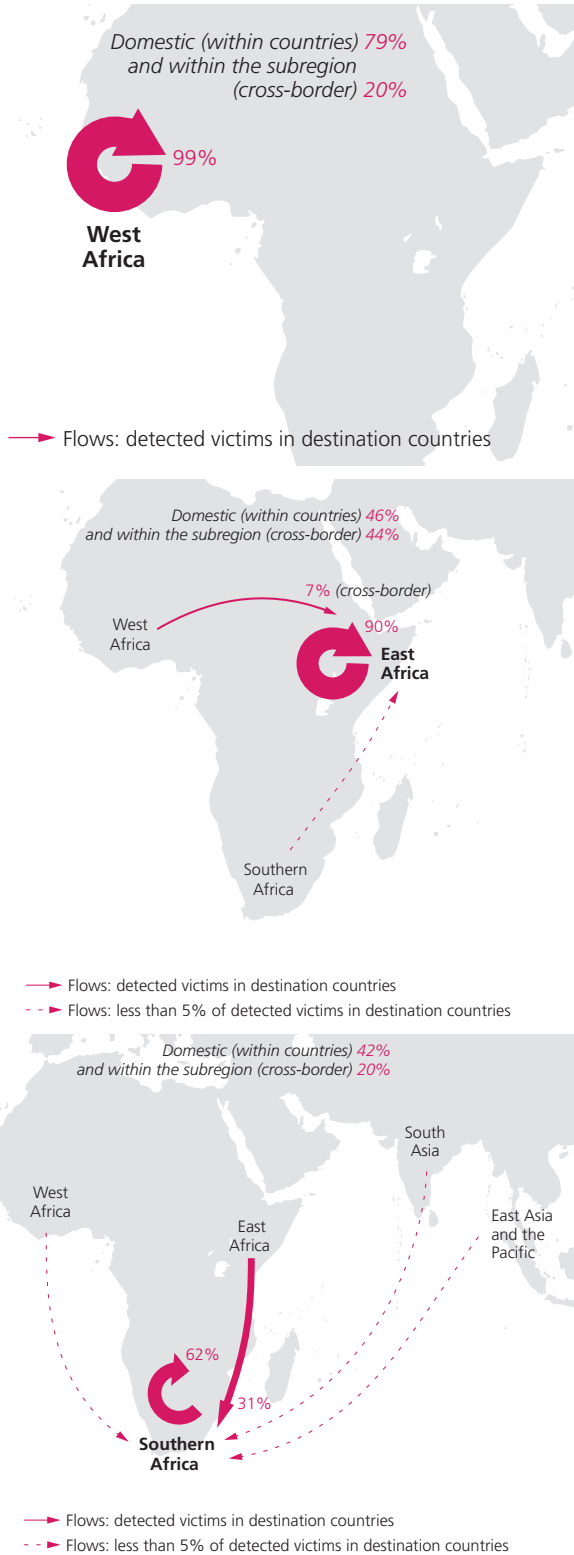 Domestic (within countries) 79%
and within the subregion
(cross-border) 20%
99%
West
Africa
Flows: detected victims in destination countries
Domestic (within countries) 46%
and within the subregion (cross-border) 44%
7% (cross-border)
West
Africa
90%
East
Africa
Southern
Africa
Flows: detected victims in destination countries
Flows: less than 5% of detected victims in destination countries
Domestic (within countries) 42%
and within the subregion (cross-border) 20%
South
Asia
West
Africa
East
Africa
East Asia
and the
Pacific
62%
31%
Southern
Africa
Flows: detected victims in destination countries
Flows: less than 5% of detected victims in destination countries